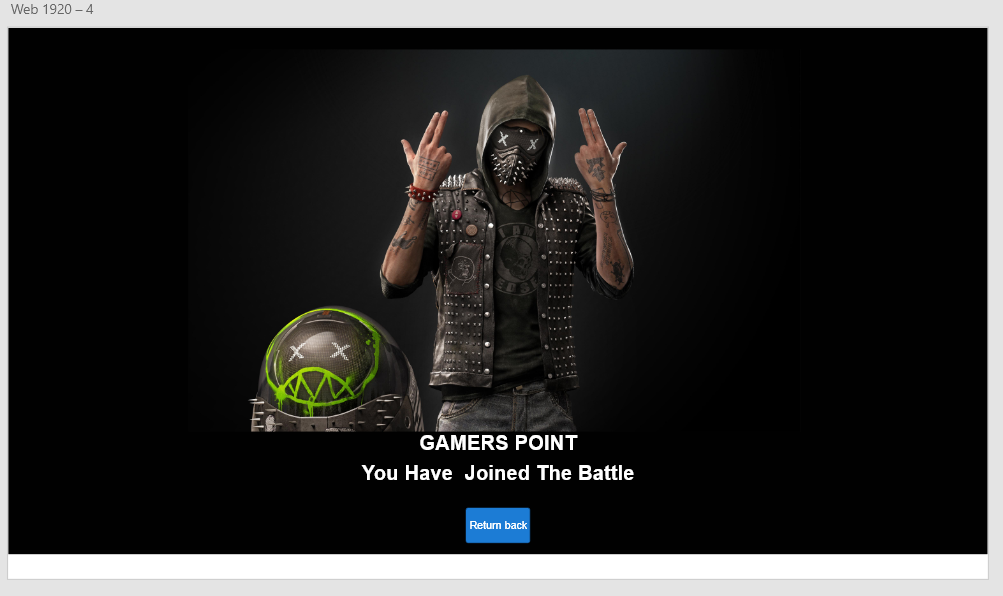 Web 1920 – 4
GAMERS POINT
You Have  Joined The Battle
Return back